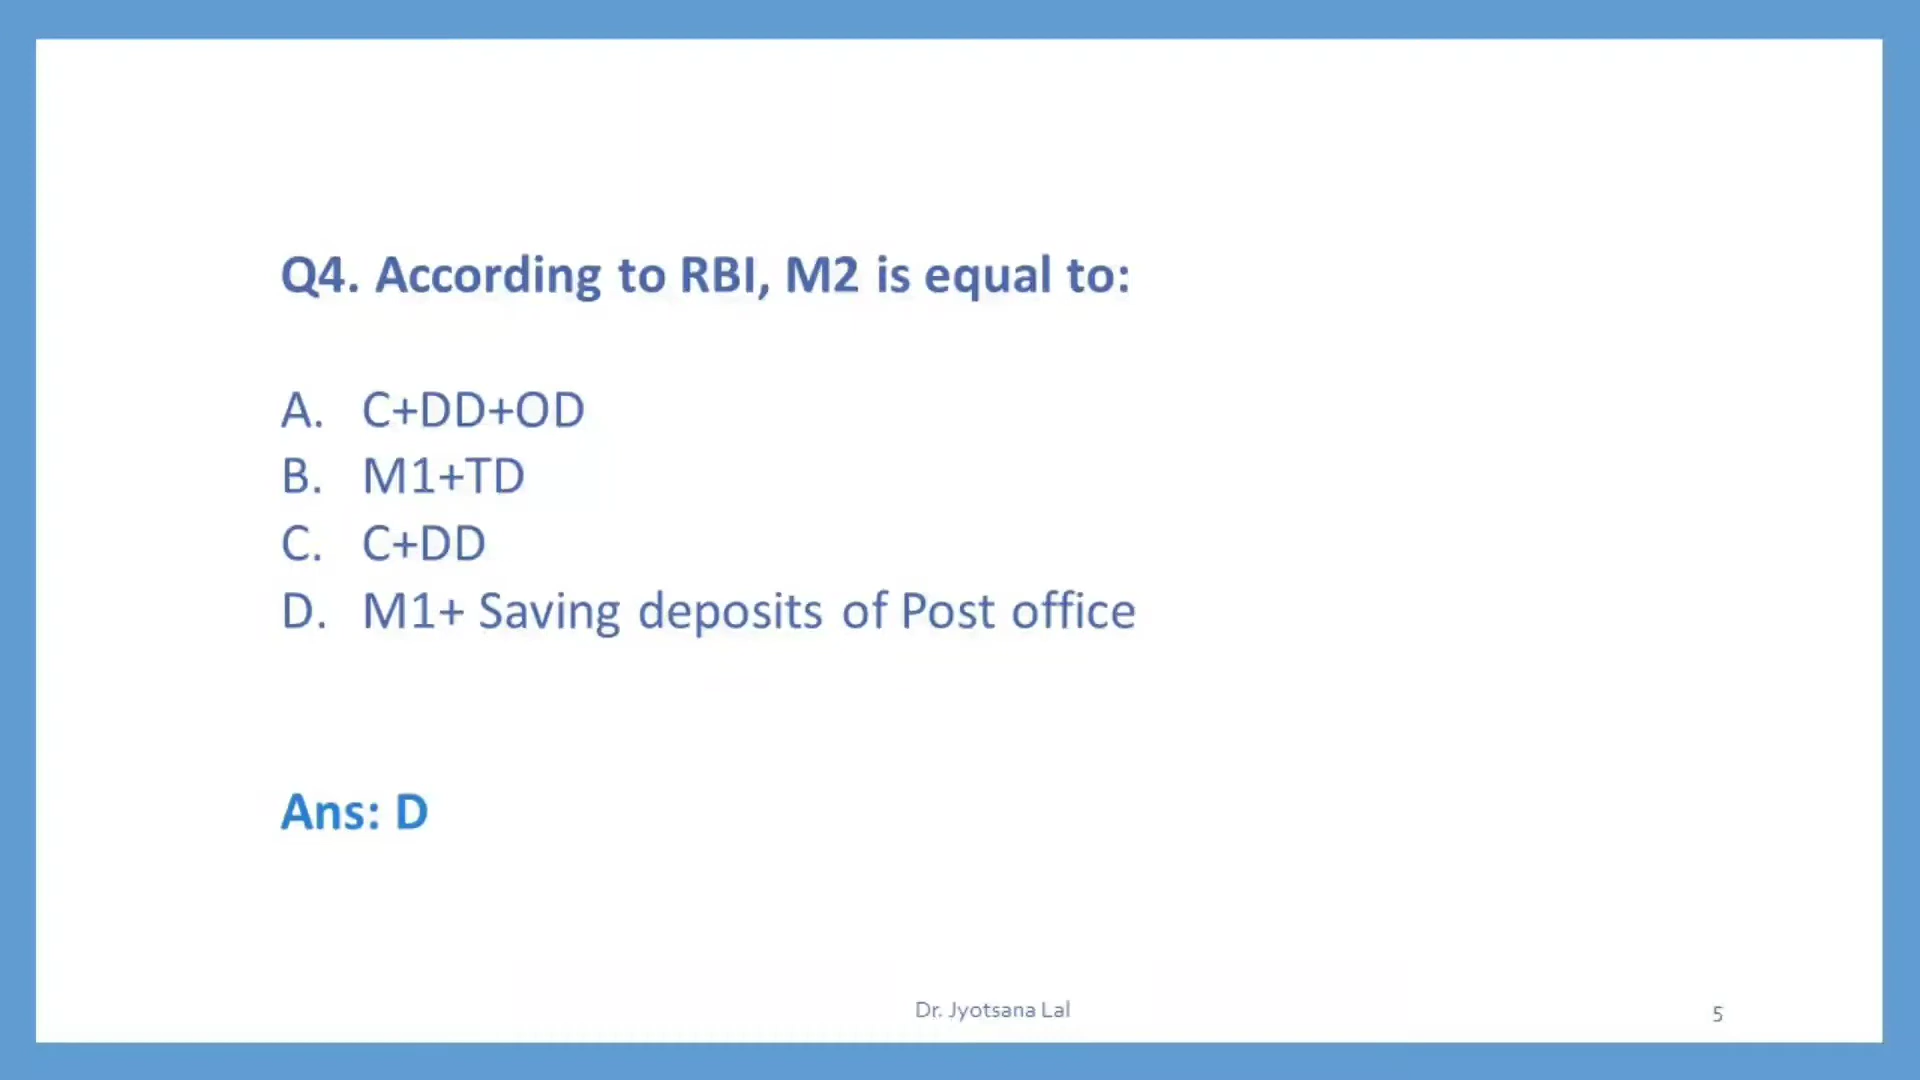 Q4. According to RBI, M2 is equal to:
A. C+DD+OD
B. M1+TD
C. C+DD
D. M1+ Saving deposits of Post office
Ans: D
Dr. Jyotsana Lal
5